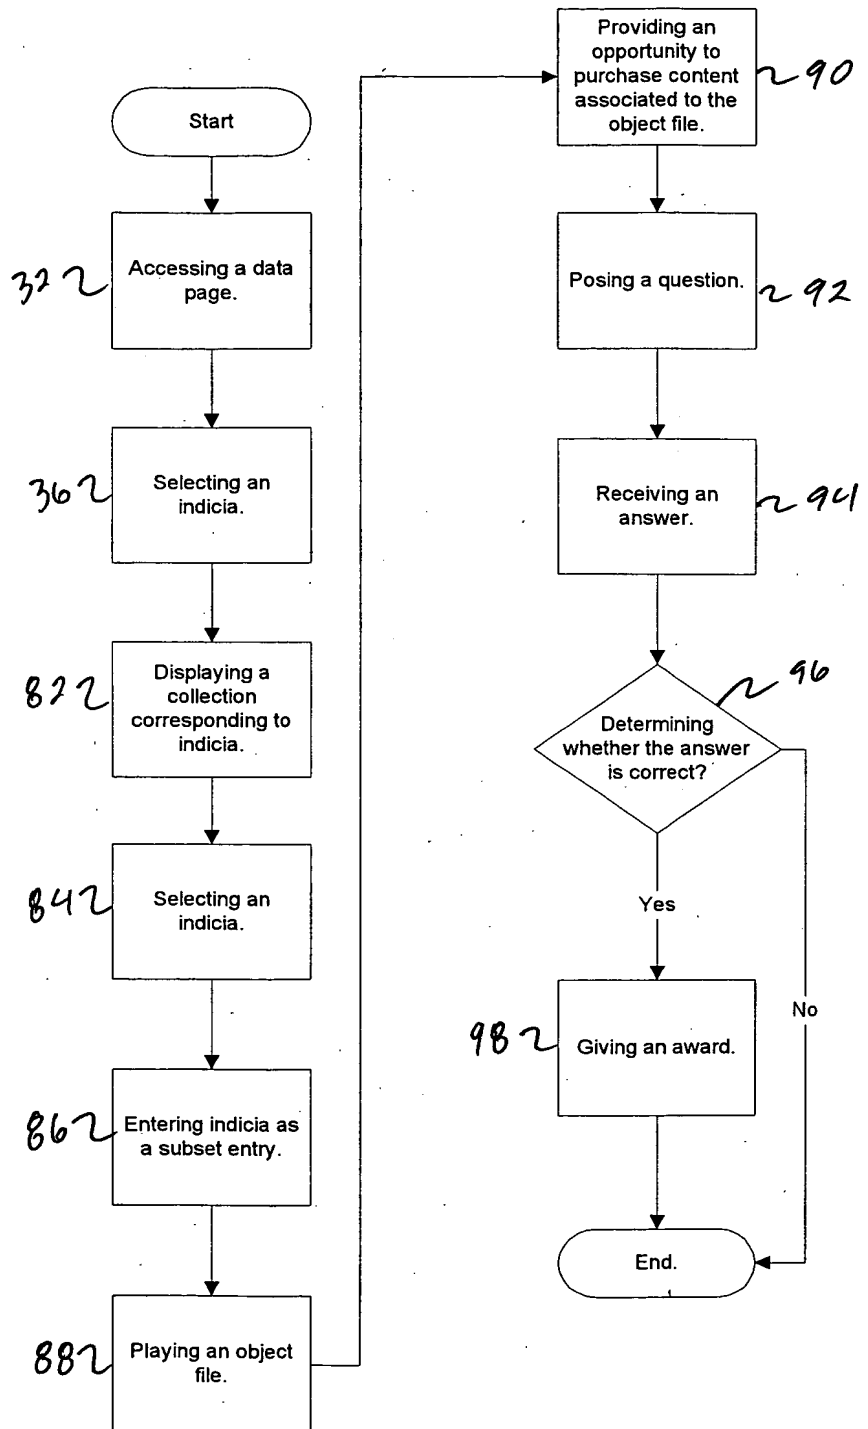 Start
32
Accessing a data
page.
36
Selecting an
indicia.
82
Displaying a
collection
corresponding to
indicia.
84
Selecting an
indicia.
86
Entering indicia as
a subset entry.
88
Playing an object
file.
Providing an
opportunity to
purchase content
associated to the
object file.
90
Posing a question.
92
Receiving an
answer.
94
96
Determining
whether the answer
is correct?
Yes
No
98
Giving an award.
End.